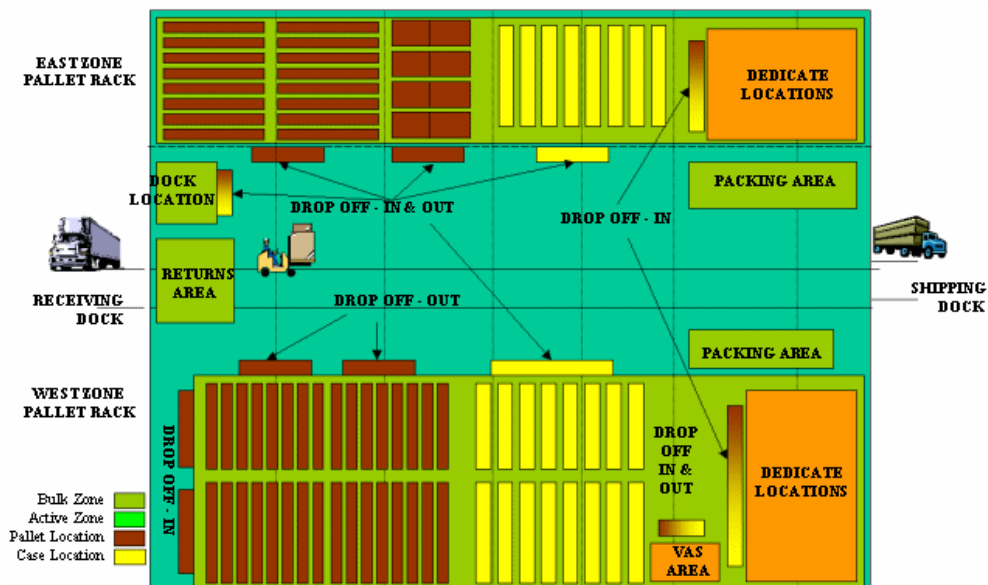 EASTZONE
PALLET RACK
DEDICATE
LOCATIONS
DOCK
LOCATION
DROP OFF - IN & OUT
DROP OFF - IN
PACKING AREA
RETURNS
AREA
RECEIVING
DOCK
DROP OFF - OUT
SHIPPING
DOCK
PACKING AREA
WESTZONE
PALLET RACK
DROP OFF - IN
DROP
OFF
IN &
OUT
DEDICATE
LOCATIONS
VAS
AREA
Bulk Zone
Active Zone
Pallet Location
Case Location